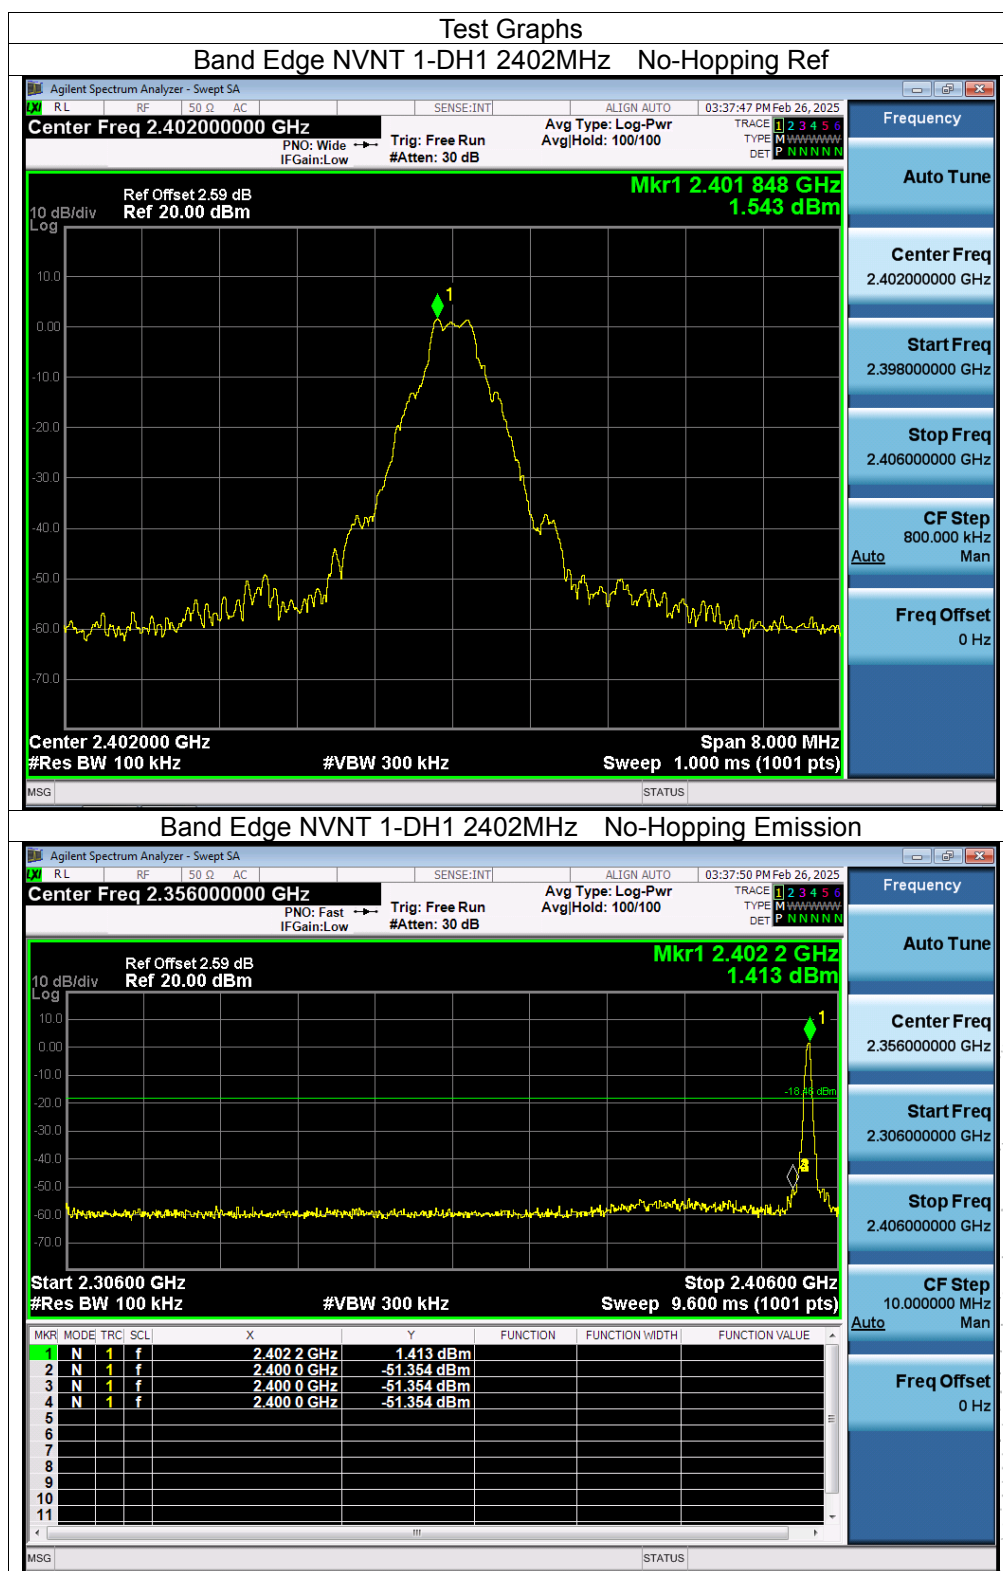 Test Graphs
Band Edge NVNT 1-DH1 2402MHz No-Hopping Ref
Agilent Spectrum Analyzer - Swept SA
LXI RL RF 50 Ω AC SENSE:INT ALIGN AUTO 03:37:47 PM Feb 26, 2025
Center Freq 2.402000000 GHz
PNO: Wide
IFGain:Low
Trig: Free Run
#Atten: 30 dB
Avg Type: Log-Pwr
Avg|Hold: 100/100
TRACE 1 2 3 4 5 6
TYPE M WWWWW
DET P N N N N N
Frequency
Auto Tune
Center Freq
2.402000000 GHz
Start Freq
2.398000000 GHz
Stop Freq
2.406000000 GHz
CF Step
800.000 kHz
Auto Man
Freq Offset
0 Hz
Mkr1 2.401 848 GHz
1.543 dBm
Ref Offset 2.59 dB
10 dB/div Ref 20.00 dBm
Log
10.0
0.00
-10.0
-20.0
-30.0
-40.0
-50.0
-60.0
-70.0
1
Center 2.402000 GHz Span 8.000 MHz
#Res BW 100 kHz #VBW 300 kHz Sweep 1.000 ms (1001 pts)
MSG STATUS
Band Edge NVNT 1-DH1 2402MHz No-Hopping Emission
Agilent Spectrum Analyzer - Swept SA
LXI RL RF 50 Ω AC SENSE:INT ALIGN AUTO 03:37:50 PM Feb 26, 2025
Center Freq 2.356000000 GHz
PNO: Fast
IFGain:Low
Trig: Free Run
#Atten: 30 dB
Avg Type: Log-Pwr
Avg|Hold: 100/100
TRACE 1 2 3 4 5 6
TYPE M WWWWW
DET P N N N N N
Frequency
Auto Tune
Center Freq
2.356000000 GHz
Start Freq
2.306000000 GHz
Stop Freq
2.406000000 GHz
CF Step
10.000000 MHz
Auto Man
Freq Offset
0 Hz
Mkr1 2.402 2 GHz
1.413 dBm
Ref Offset 2.59 dB
10 dB/div Ref 20.00 dBm
Log
10.0
0.00
-10.0
-20.0
-30.0
-40.0
-50.0
-60.0
-70.0
1
-18.46 dBm
Start 2.30600 GHz Stop 2.40600 GHz
#Res BW 100 kHz #VBW 300 kHz Sweep 9.600 ms (1001 pts)
MKR MODE TRC SCL X Y FUNCTION FUNCTION WIDTH FUNCTION VALUE
1 N 1 f 2.402 2 GHz 1.413 dBm
2 N 1 f 2.400 0 GHz -51.354 dBm
3 N 1 f 2.400 0 GHz -51.354 dBm
4 N 1 f 2.400 0 GHz -51.354 dBm
5
6
7
8
9
10
11
MSG STATUS